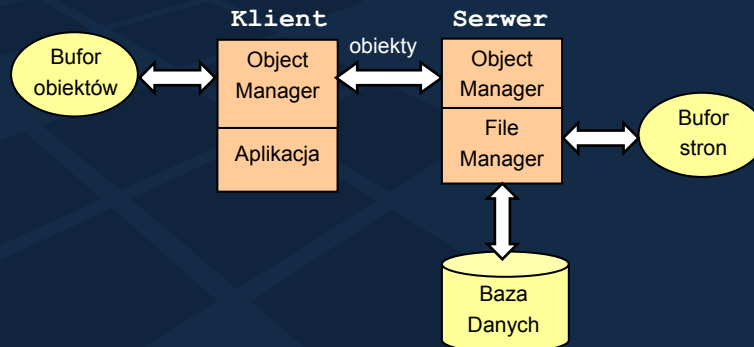 Klient
Serwer
Bufor
obiektów
Object
Manager
Aplikacja
obiekty
Object
Manager
File
Manager
Bufor
stron
Baza
Danych